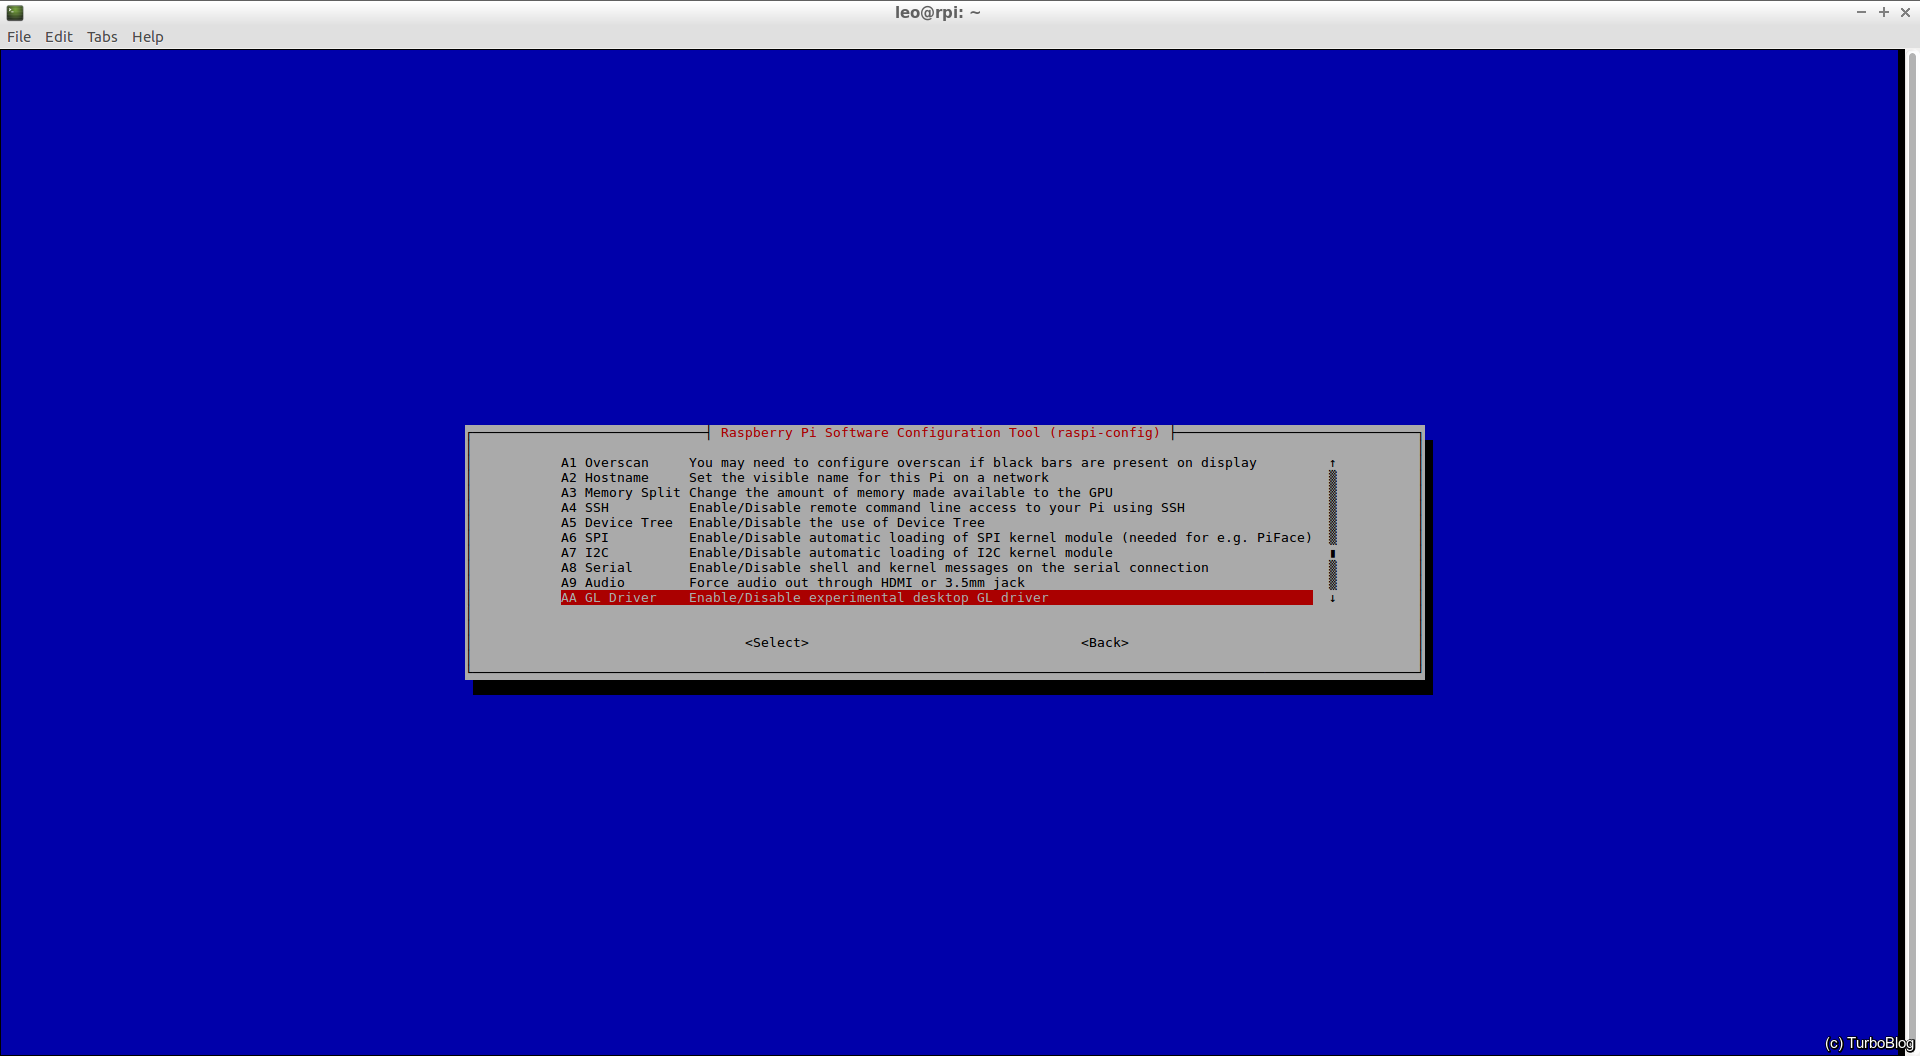 leo@rpi: ~
File Edit Tabs Help
Raspberry Pi Software Configuration Tool (raspi-config)
A1 Overscan You may need to configure overscan if black bars are present on display ↑
A2 Hostname Set the visible name for this Pi on a network
A3 Memory Split Change the amount of memory made available to the GPU
A4 SSH Enable/Disable remote command line access to your Pi using SSH
A5 Device Tree Enable/Disable the use of Device Tree
A6 SPI Enable/Disable automatic loading of SPI kernel module (needed for e.g. PiFace)
A7 I2C Enable/Disable automatic loading of I2C kernel module
A8 Serial Enable/Disable shell and kernel messages on the serial connection
A9 Audio Force audio out through HDMI or 3.5mm jack
AA GL Driver Enable/Disable experimental desktop GL driver ↓
<Select> <Back>
(c) TurboBlog